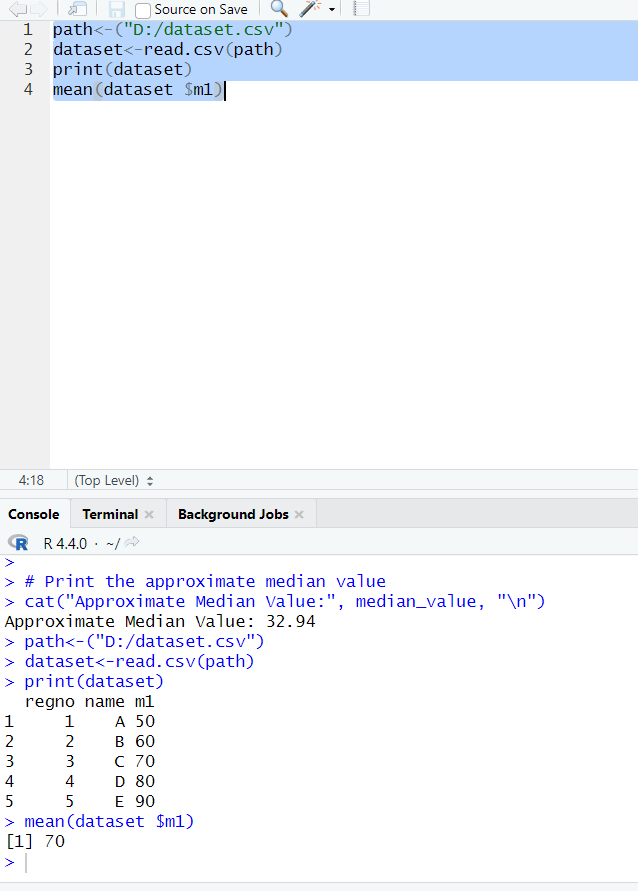 Source on Save
1 path<-("D:/dataset.csv")
2 dataset<-read.csv(path)
3 print(dataset)
4 mean(dataset $m1)
4:18 (Top Level)
Console Terminal Background Jobs
R R 4.4.0 · ~/
>
> # Print the approximate median value
> cat("Approximate Median Value:", median_value, "\n")
Approximate Median Value: 32.94
> path<-("D:/dataset.csv")
> dataset<-read.csv(path)
> print(dataset)
  regno name m1
1     1    A 50
2     2    B 60
3     3    C 70
4     4    D 80
5     5    E 90
> mean(dataset $m1)
[1] 70
>